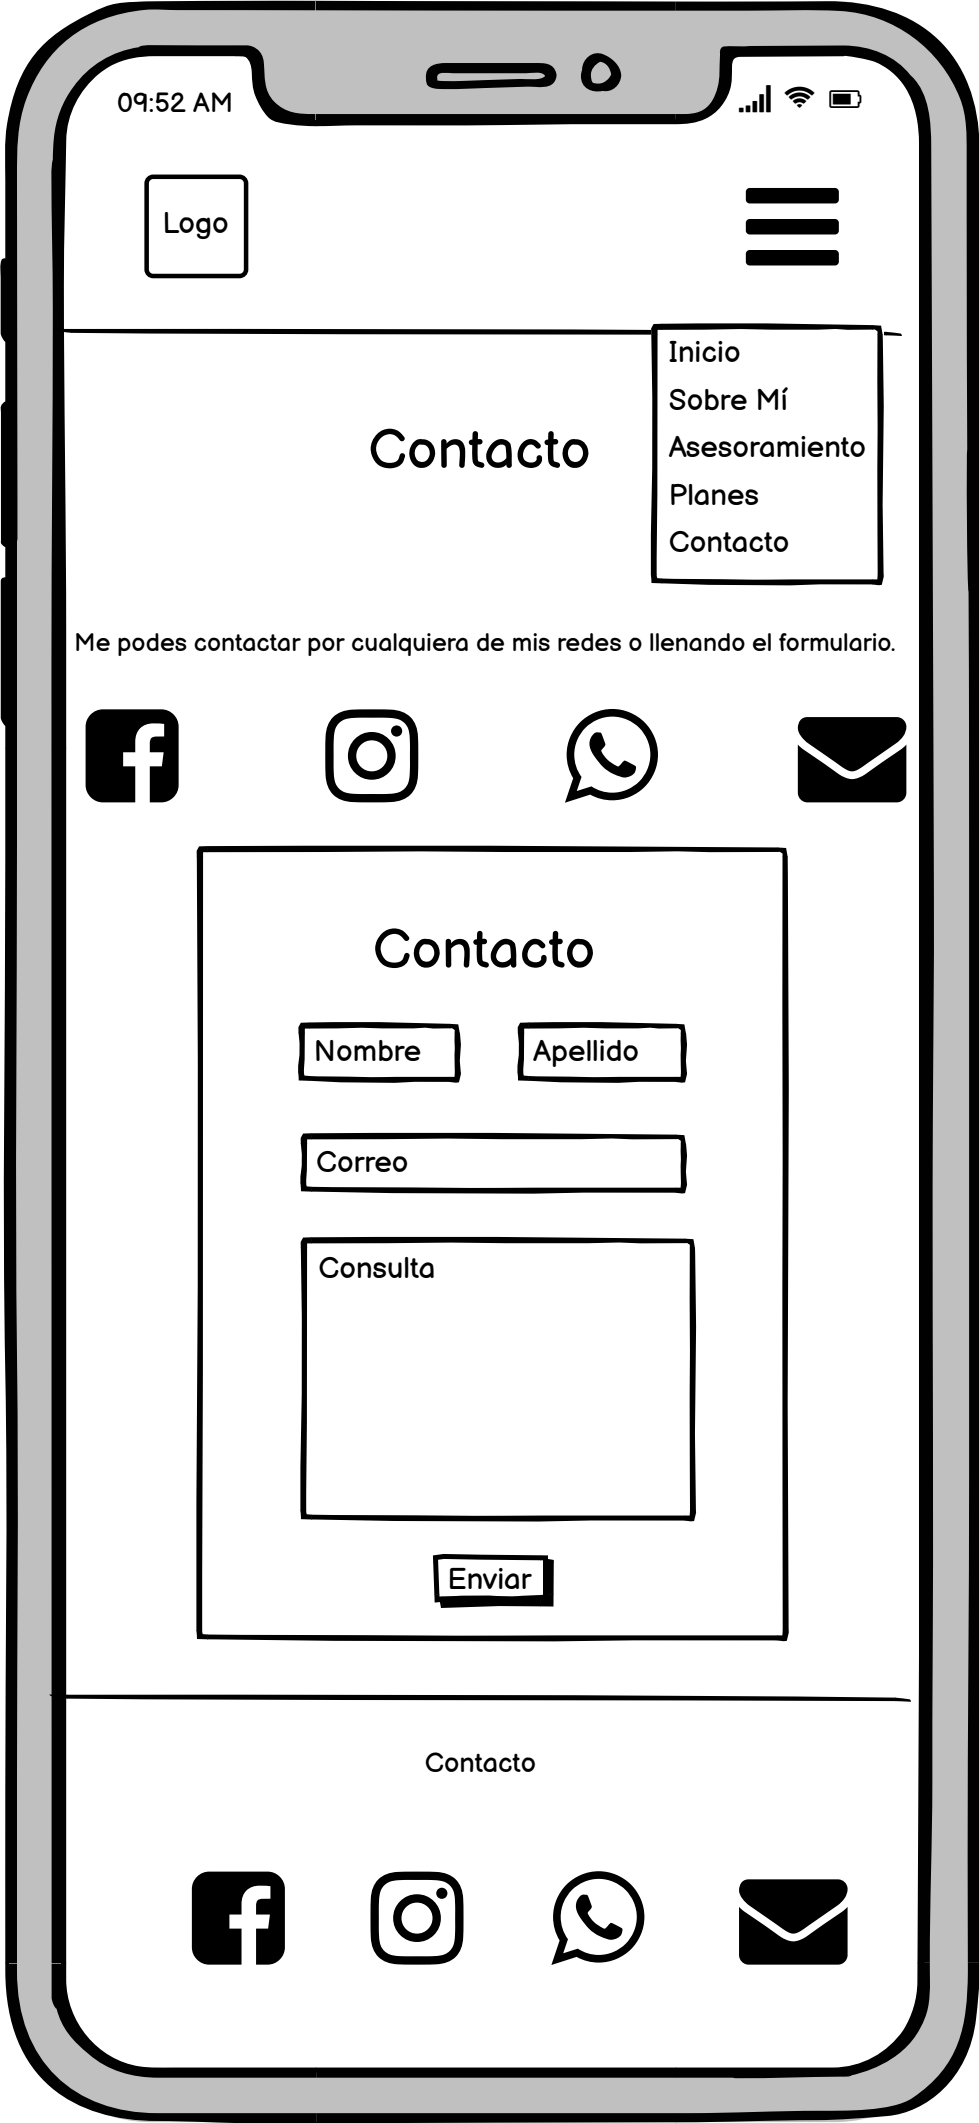 09:52 AM
Logo
Inicio
Sobre Mí
Asesoramiento
Planes
Contacto
Contacto
Me podes contactar por cualquiera de mis redes o llenando el formulario.
Contacto
Nombre
Apellido
Correo
Consulta
Enviar
Contacto